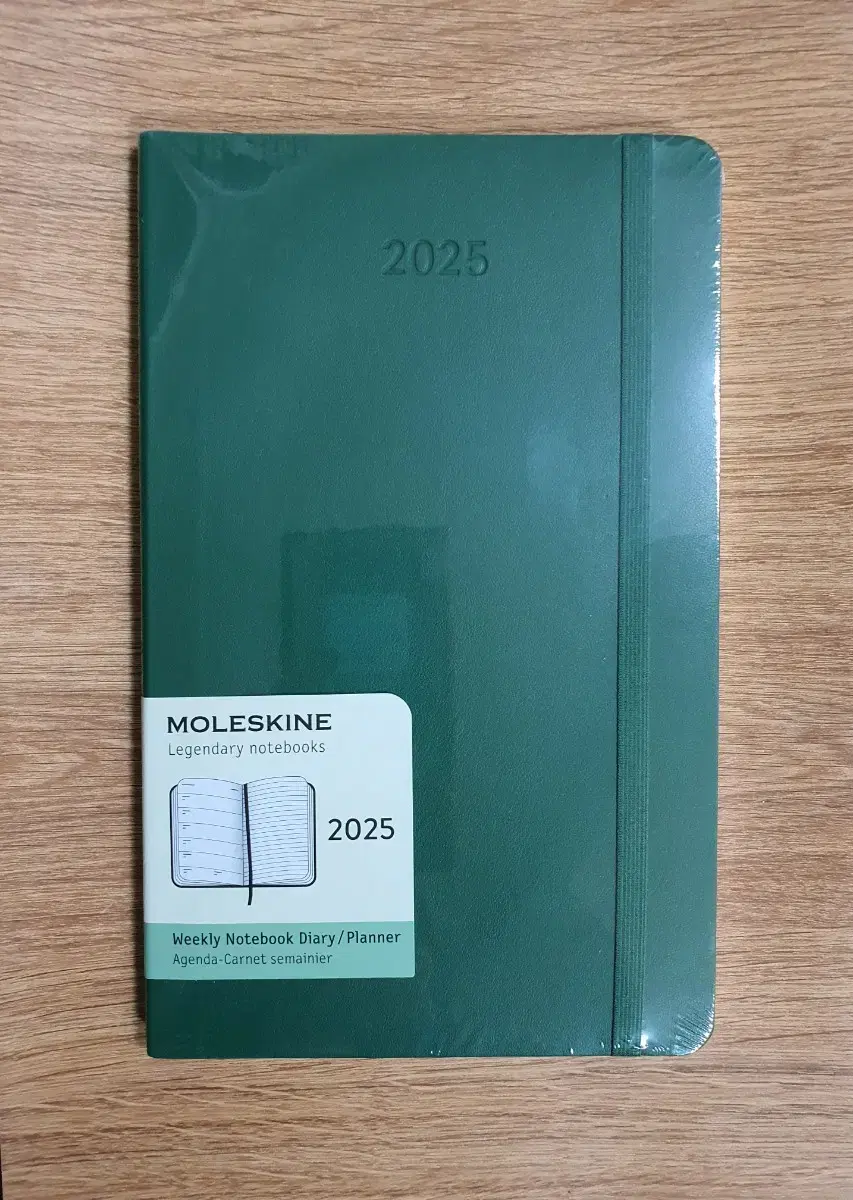 2025
MOLESKINE
Legendary notebooks
2025
Weekly Notebook Diary/Planner
Agenda-Carnet semainier